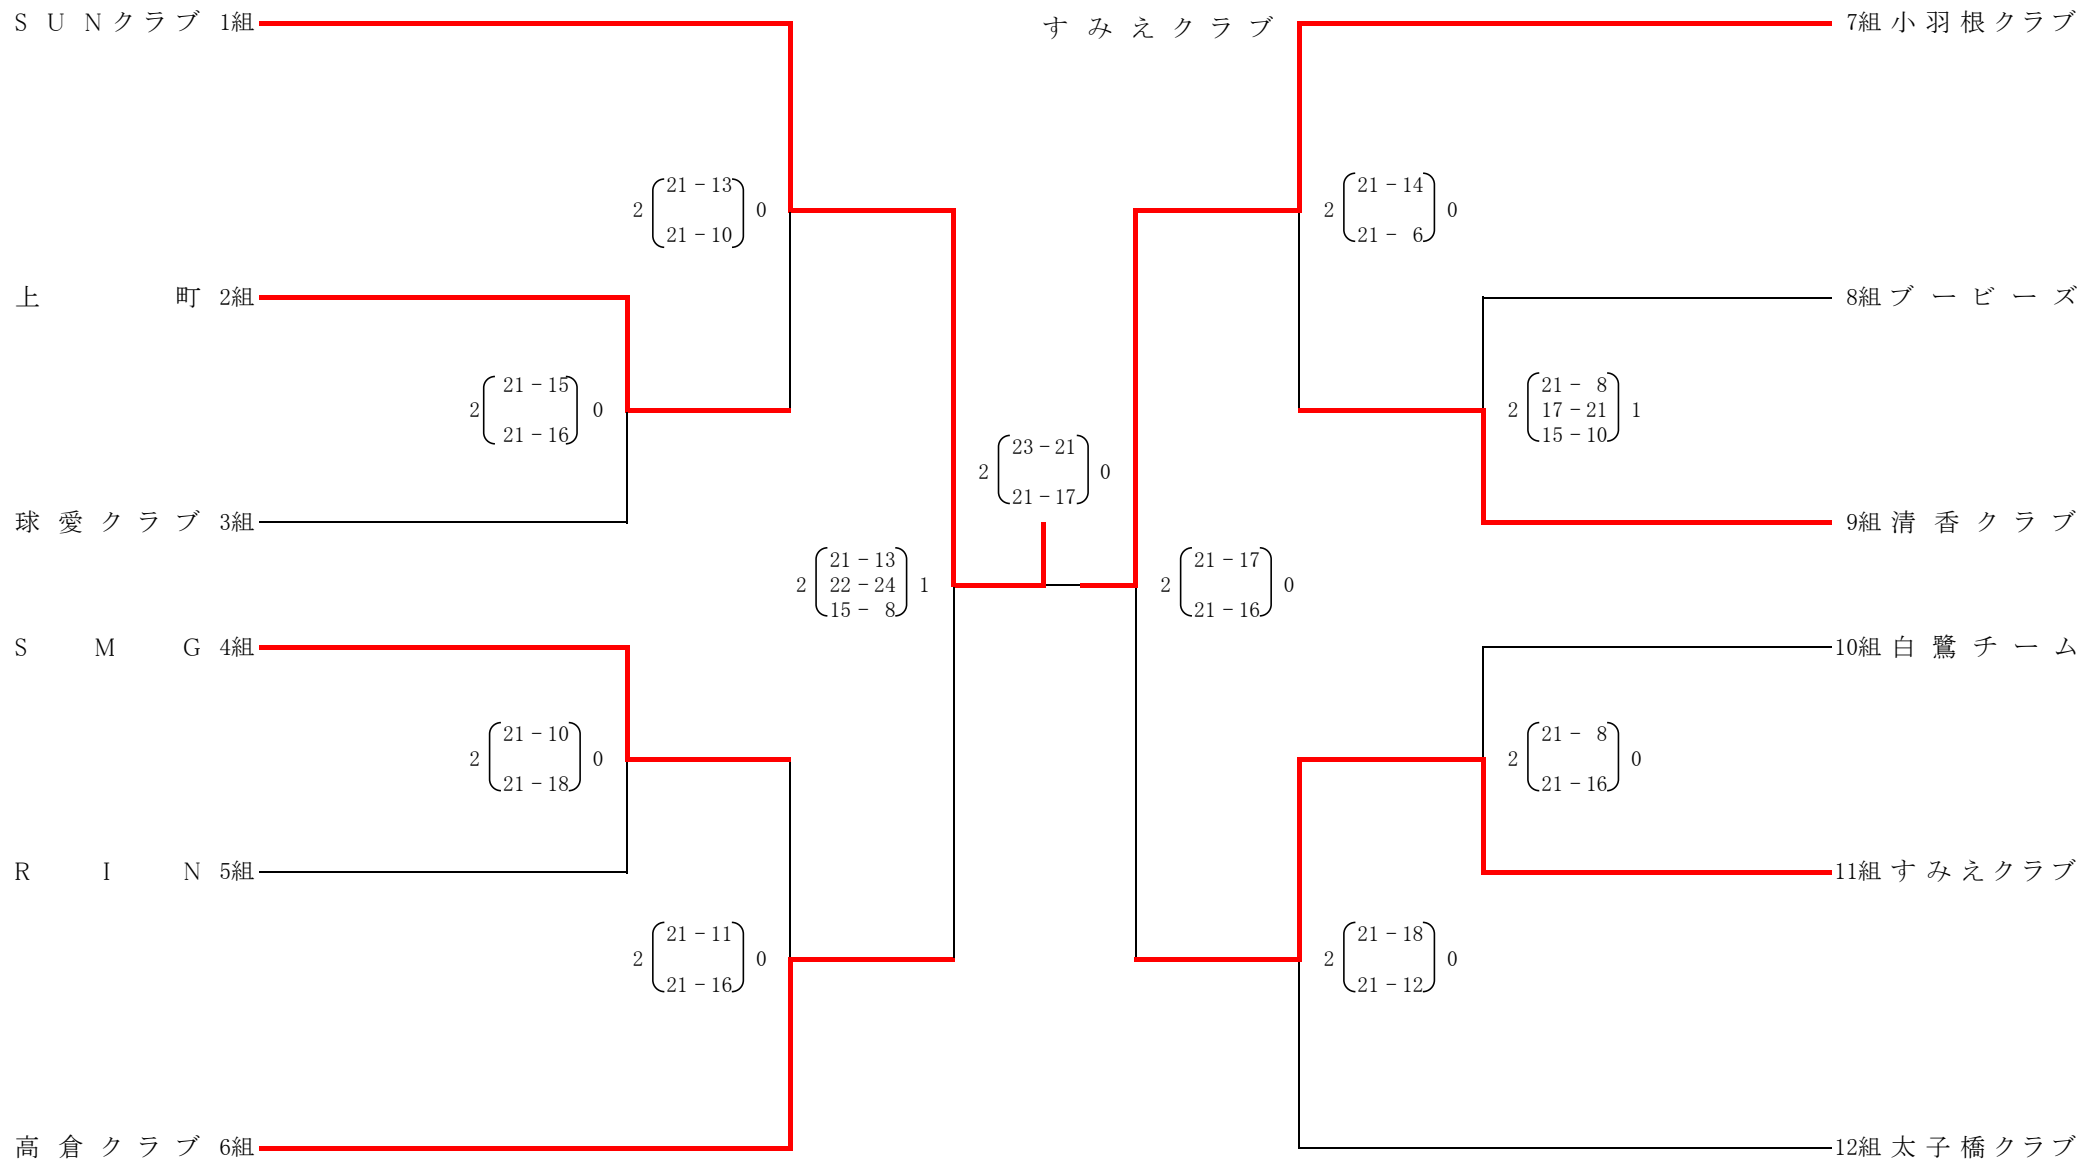 SUNクラブ 1組
すみえクラブ
7組 小羽根クラブ
21－13
2 0
21－10
21－14
2 0
21－ 6
上町 2組
8組 ブービーズ
21－15
2 0
21－16
21－ 8
2 17－21 1
15－10
23－21
2 0
21－17
球愛クラブ 3組
9組 清香クラブ
21－13
2 22－24 1
15－ 8
21－17
2 0
21－16
SMG 4組
10組 白鷺チーム
21－10
2 0
21－18
21－ 8
2 0
21－16
RIN 5組
11組 すみえクラブ
21－11
2 0
21－16
21－18
2 0
21－12
高倉クラブ 6組
12組 太子橋クラブ